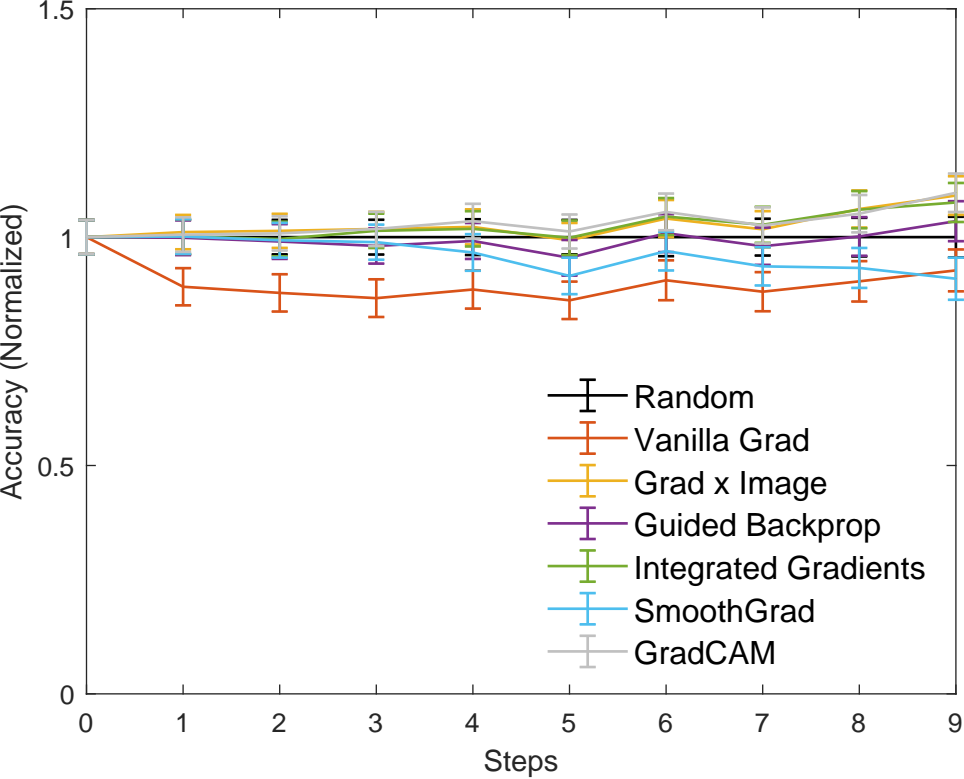 1.5
1
0.5
0
Accuracy (Normalized)
Random
Vanilla Grad
Grad x Image
Guided Backprop
Integrated Gradients
SmoothGrad
GradCAM
0 1 2 3 4 5 6 7 8 9
Steps